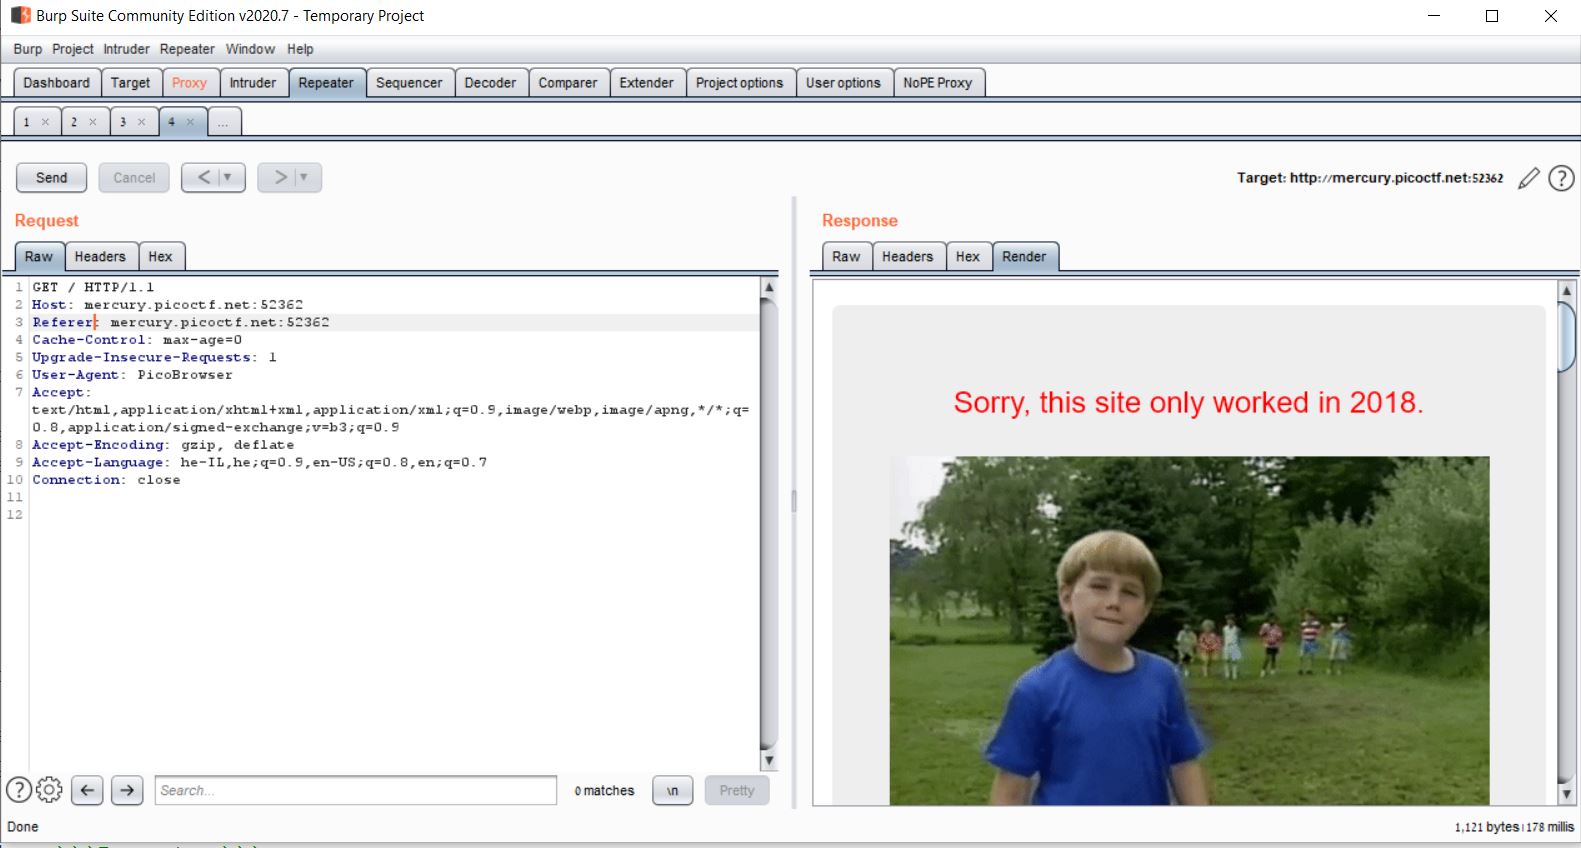 Burp Suite Community Edition v2020.7 - Temporary Project
Burp Project Intruder Repeater Window Help
Dashboard Target Proxy Intruder Repeater Sequencer Decoder Comparer Extender Project options User options NoPE Proxy
1 × 2 × 3 × 4 × ...
Send Cancel < > Target: http://mercury.picoctf.net:52362 ?
Request
Response
Raw Headers Hex
Raw Headers Hex Render
1 GET / HTTP/1.1
2 Host: mercury.picoctf.net:52362
3 Referer: mercury.picoctf.net:52362
4 Cache-Control: max-age=0
5 Upgrade-Insecure-Requests: 1
6 User-Agent: PicoBrowser
7 Accept:
text/html,application/xhtml+xml,application/xml;q=0.9,image/webp,image/apng,*/*;q=
0.8,application/signed-exchange;v=b3;q=0.9
8 Accept-Encoding: gzip, deflate
9 Accept-Language: he-IL,he;q=0.9,en-US;q=0.8,en;q=0.7
10 Connection: close
11
12
Sorry, this site only worked in 2018.
? Search... 0 matches \n Pretty
Done
1,121 bytes | 178 millis